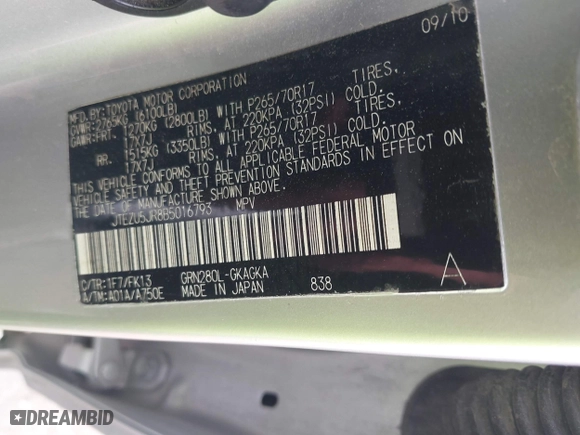 09/10
MFD.BY:TOYOTA MOTOR CORPORATION
GVWR:2765KG (6100LB)
GAWR:FRT. 1270KG (2800LB) WITH P265/70R17 TIRES,
17X7J RIMS, AT 220KPA (32PSI) COLD.
RR. 1515KG (3350LB) WITH P265/70R17 TIRES,
17X7J RIMS, AT 220KPA (32PSI) COLD.
THIS VEHICLE CONFORMS TO ALL APPLICABLE FEDERAL MOTOR
VEHICLE SAFETY AND THEFT PREVENTION STANDARDS IN EFFECT ON
THE DATE OF MANUFACTURE SHOWN ABOVE.
JTEZU5JR8B5016793 MPV
C/TR:1F7/FK13 GRN280L-GKAGKA
A/TM:A01A/A750E MADE IN JAPAN 838
A
DREAMBID